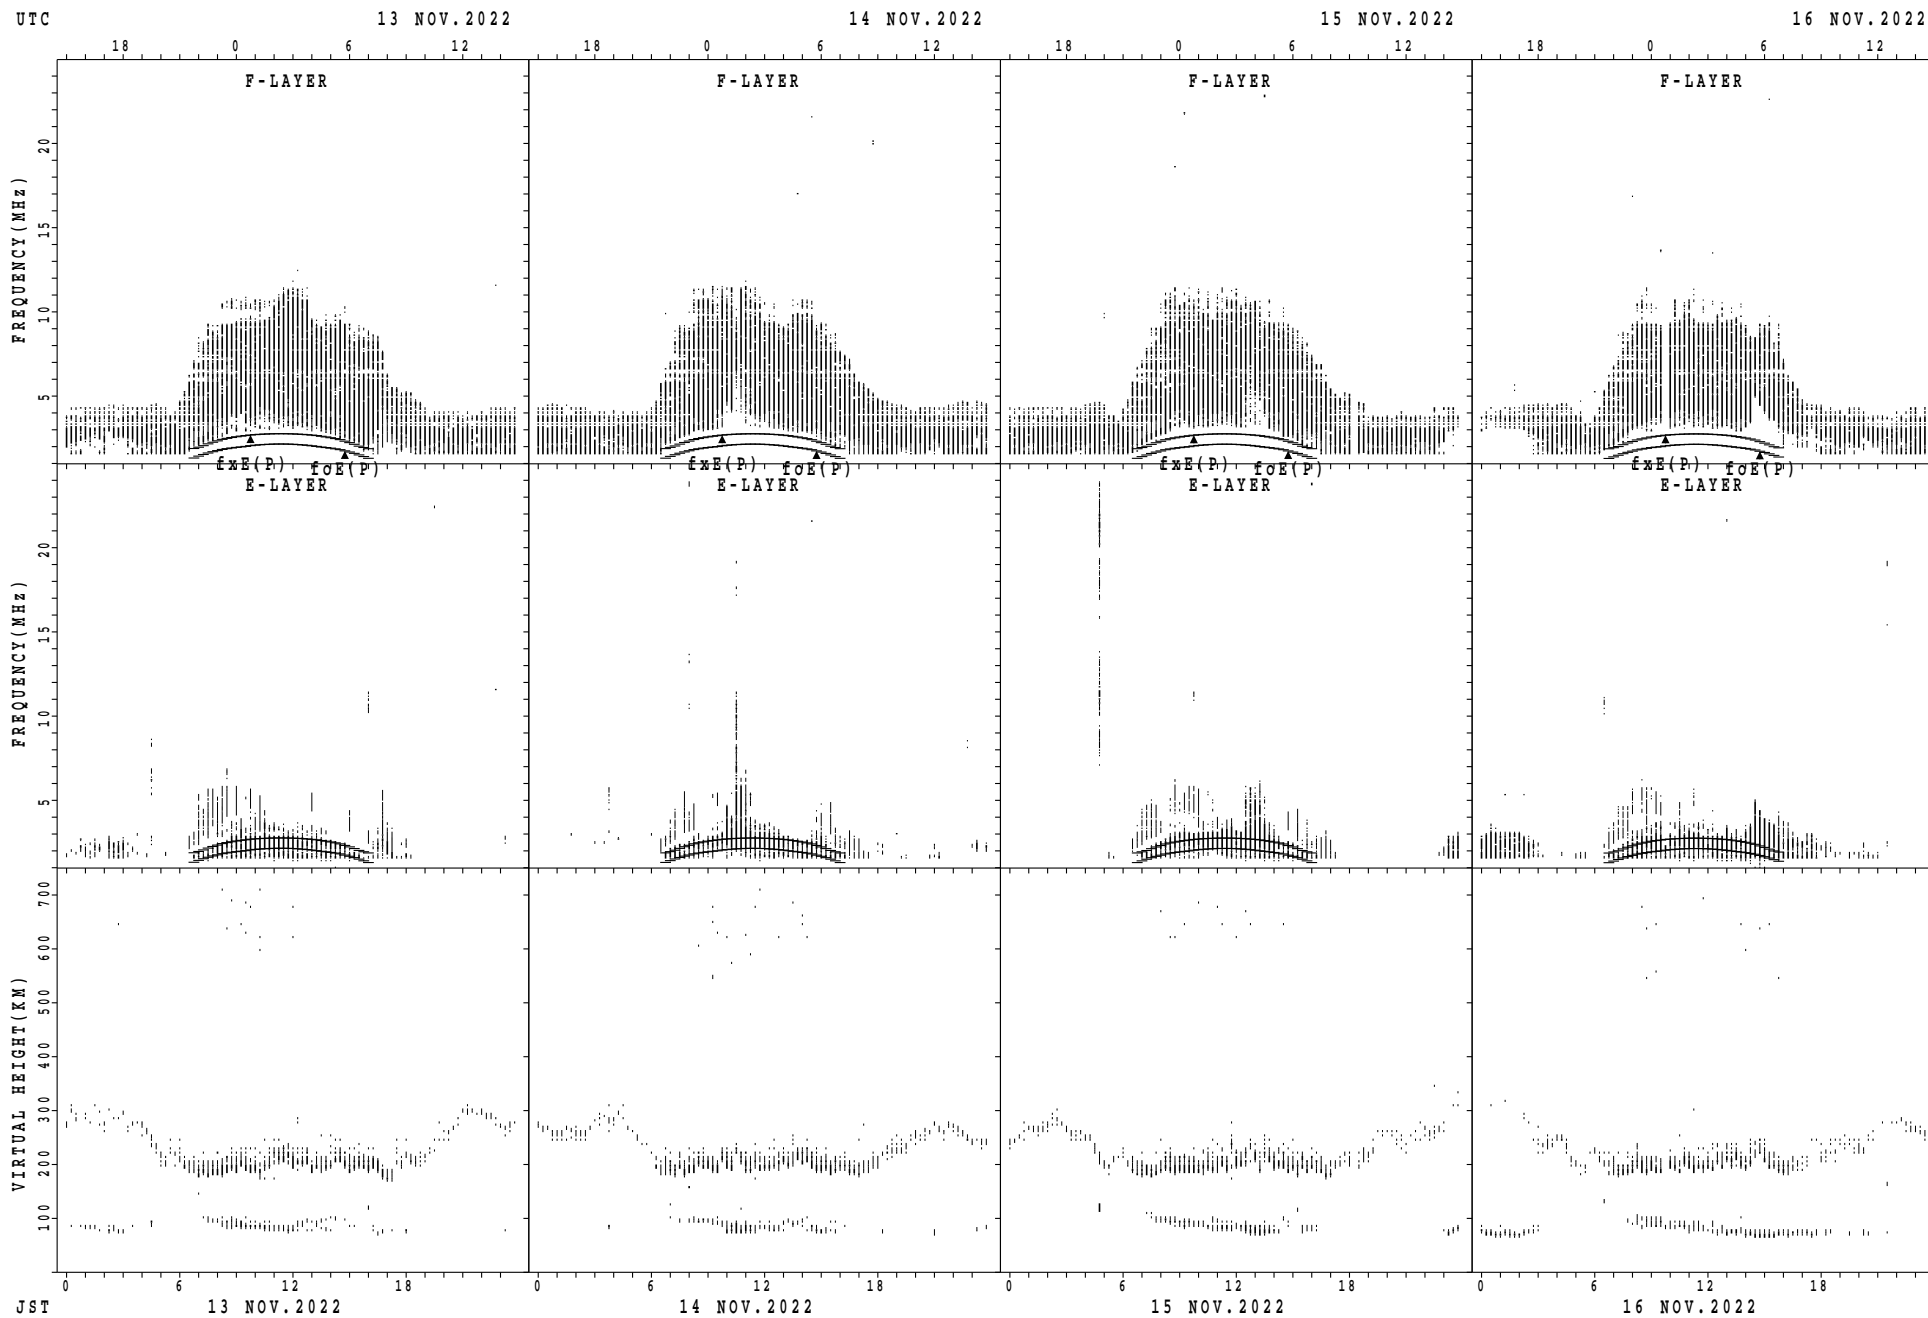 UTC 13 NOV.2022 14 NOV.2022 15 NOV.2022 16 NOV.2022
18 0 6 12 18 0 6 12 18 0 6 12 18 0 6 12
F-LAYER F-LAYER F-LAYER F-LAYER
FREQUENCY(MHz)
20
15
10
5
fxE(P) foE(P) fxE(P) foE(P) fxE(P) foE(P) fxE(P) foE(P)
E-LAYER E-LAYER E-LAYER E-LAYER
FREQUENCY(MHz)
20
15
10
5
VIRTUAL HEIGHT(KM)
700
600
500
400
300
200
100
0 6 12 18 0 6 12 18 0 6 12 18 0 6 12 18
JST 13 NOV.2022 14 NOV.2022 15 NOV.2022 16 NOV.2022